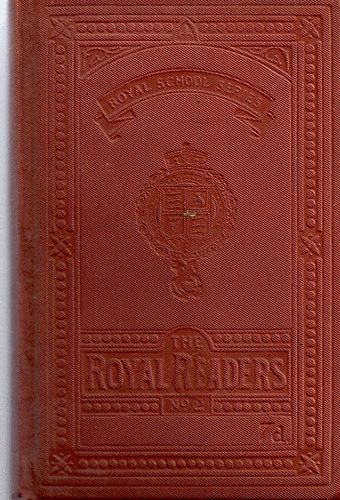 ROYAL SCHOOL SERIES
THE
ROYAL READERS
No 2
7d.